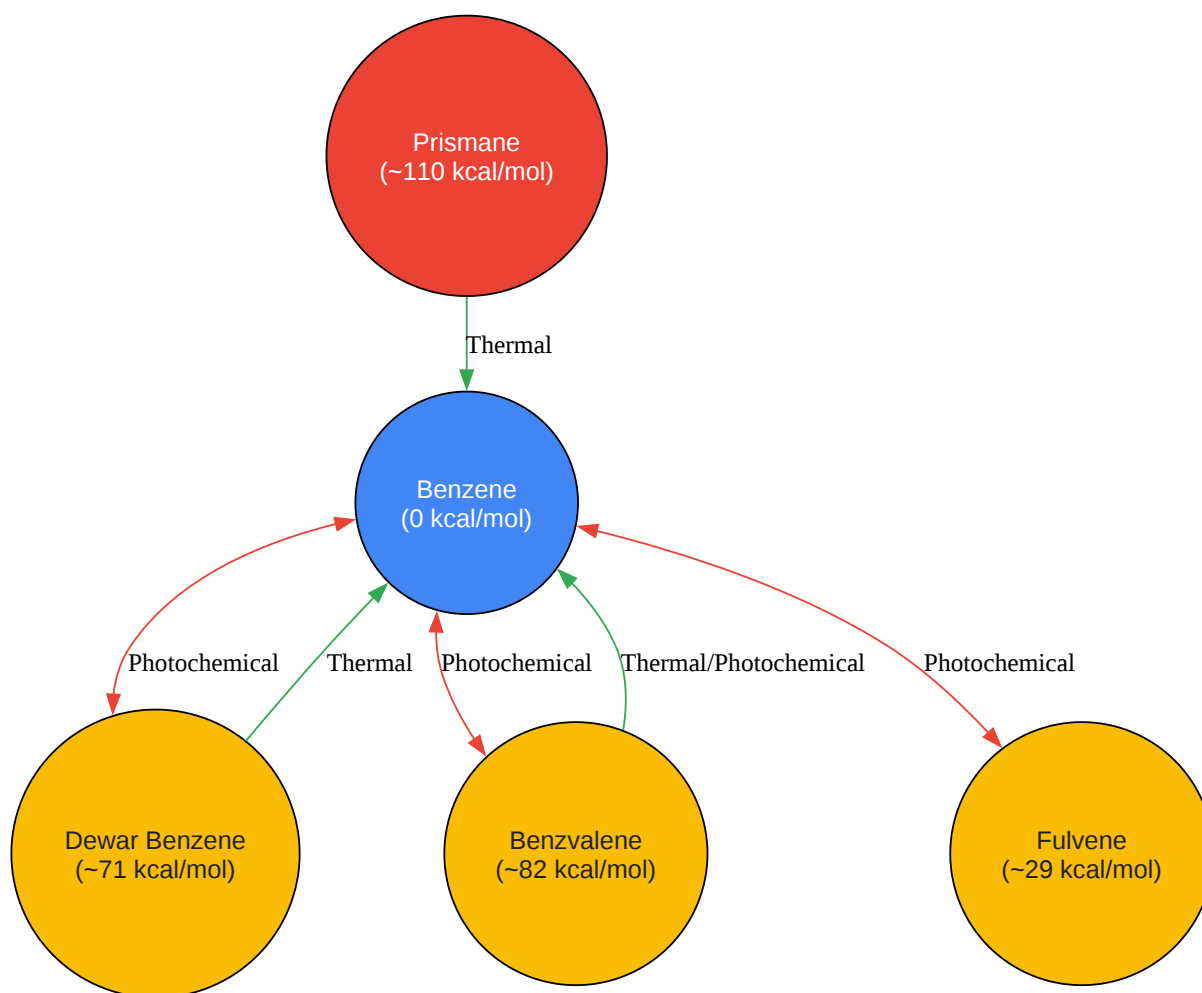 Prismane
(~110 kcal/mol)
Thermal
Benzene
(0 kcal/mol)
Photochemical
Thermal
Photochemical
Thermal/Photochemical
Photochemical
Dewar Benzene
(~71 kcal/mol)
Benzvalene
(~82 kcal/mol)
Fulvene
(~29 kcal/mol)